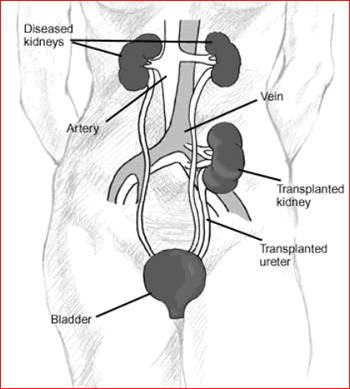 Diseased
kidneys
Vein
Artery
Transplanted
kidney
Transplanted
ureter
Bladder